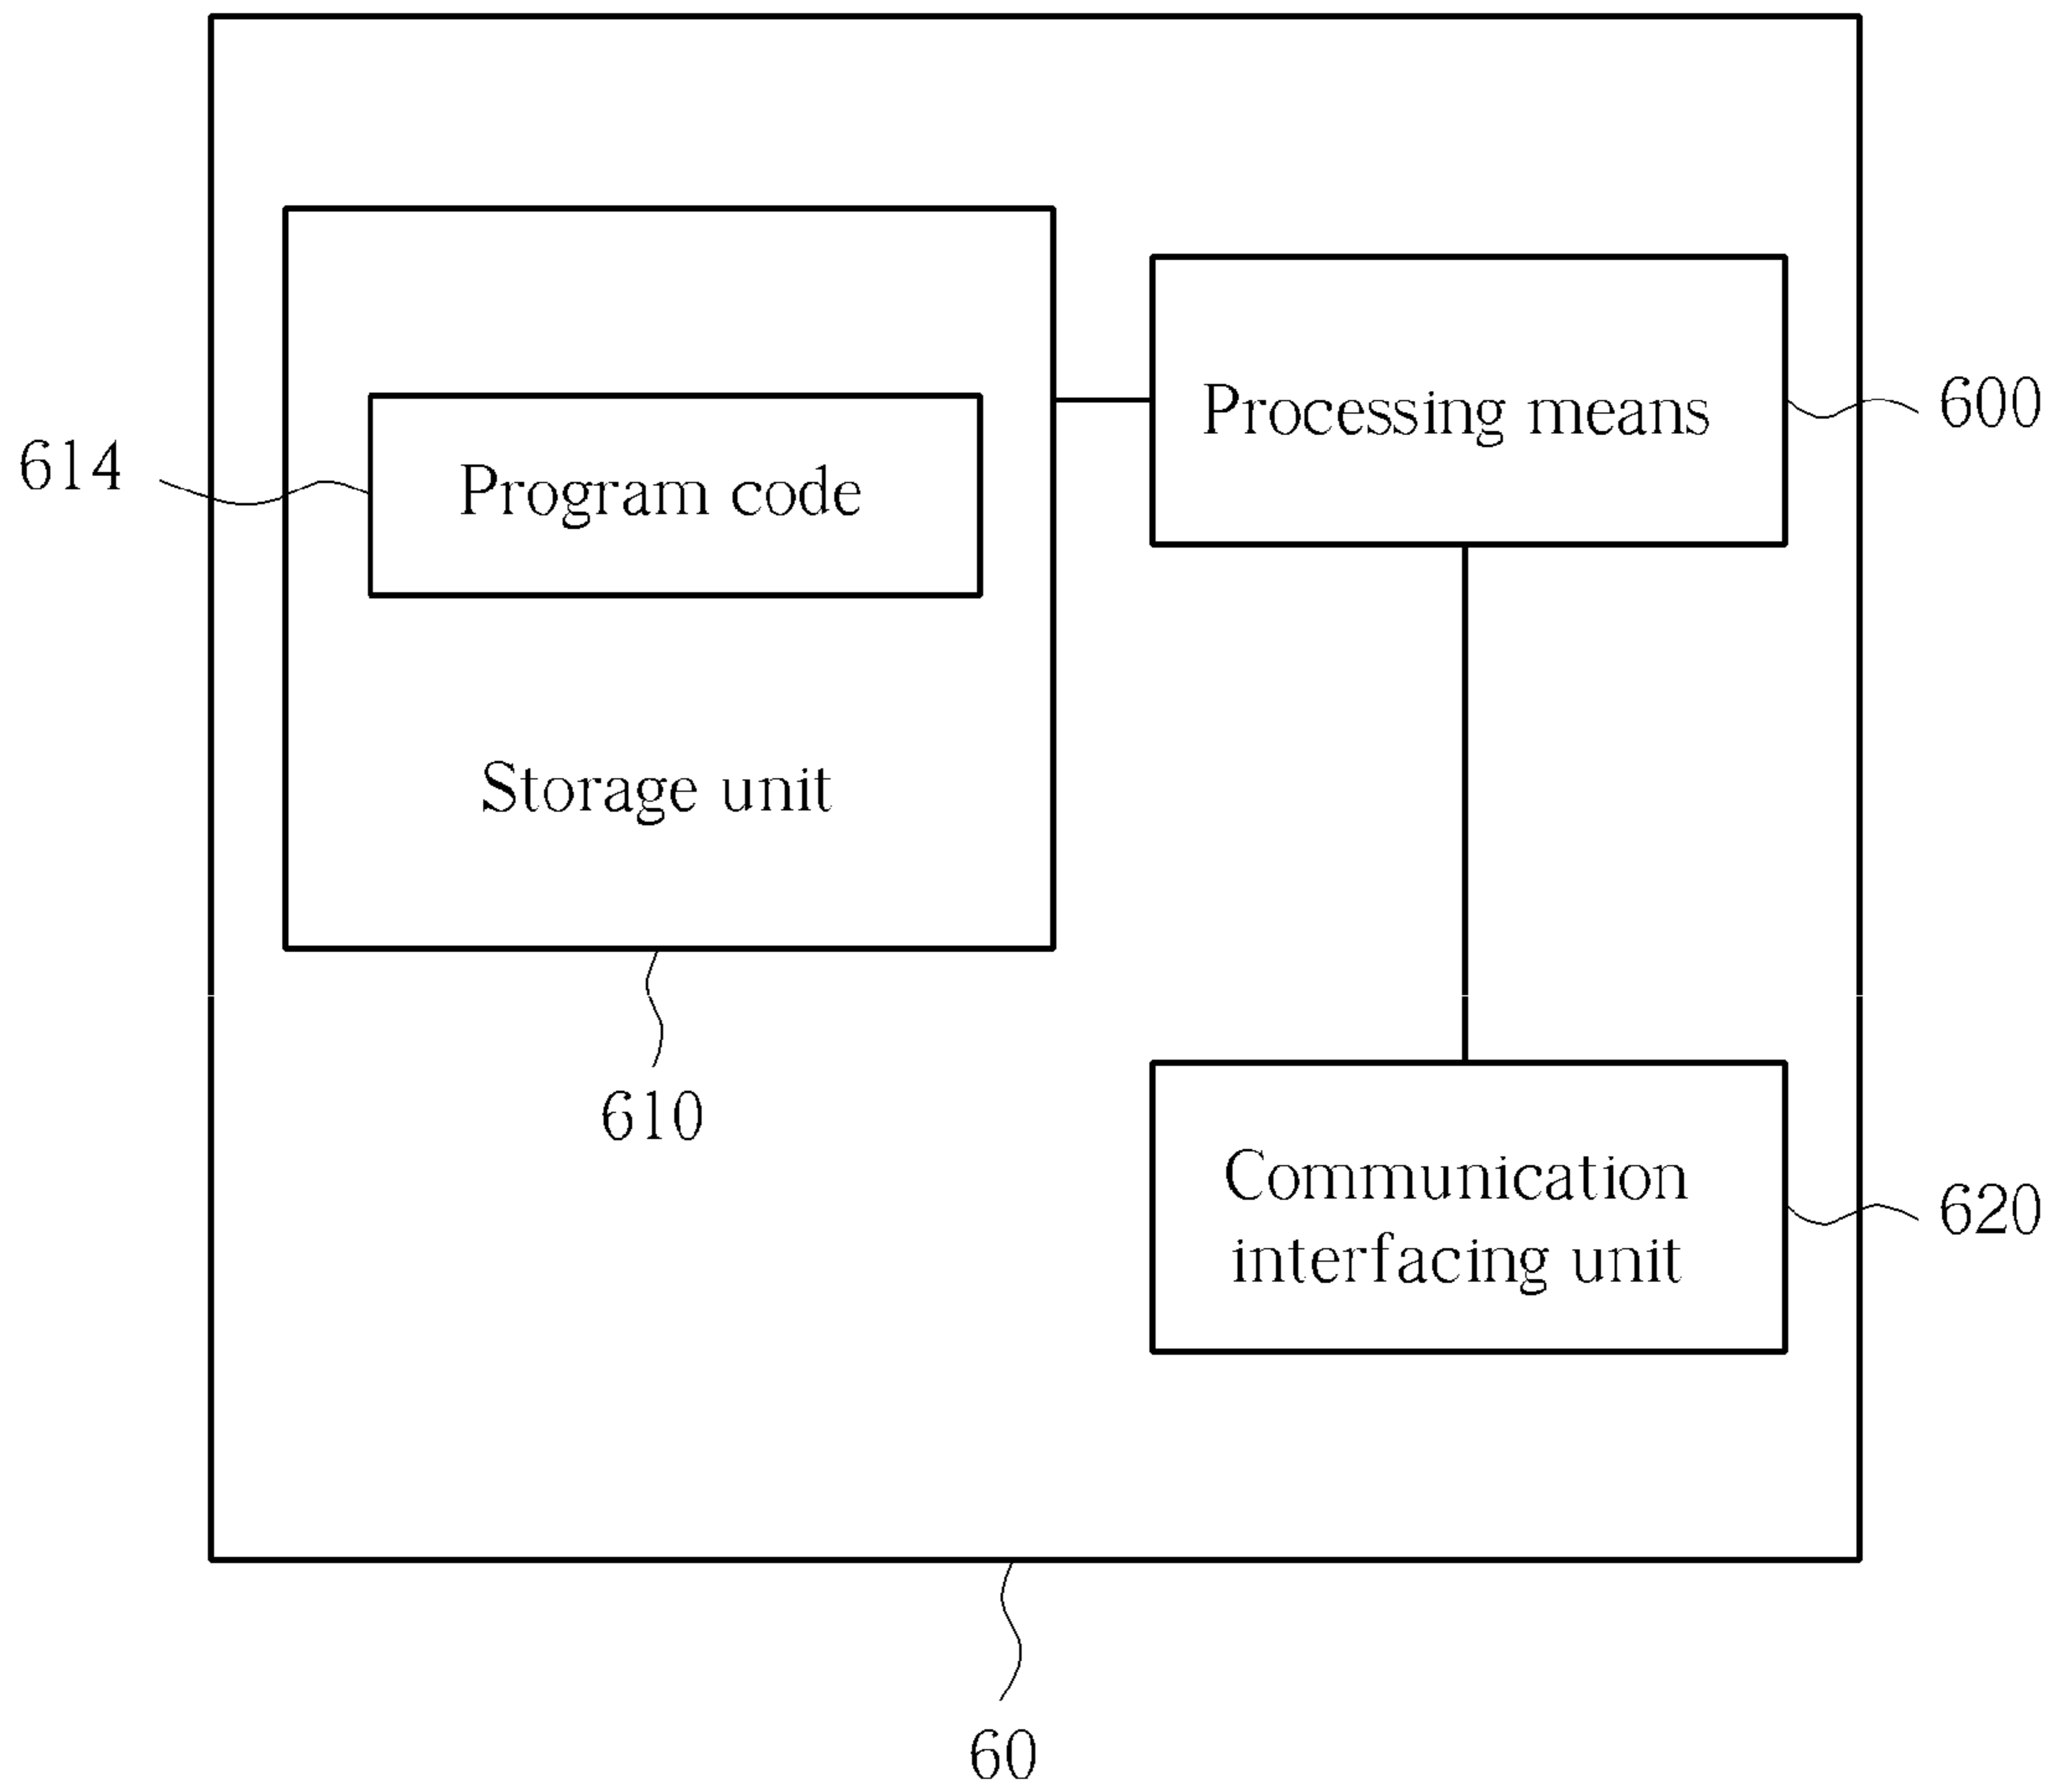 Processing means
600
614
Program code
Storage unit
610
Communication
interfacing unit
620
60